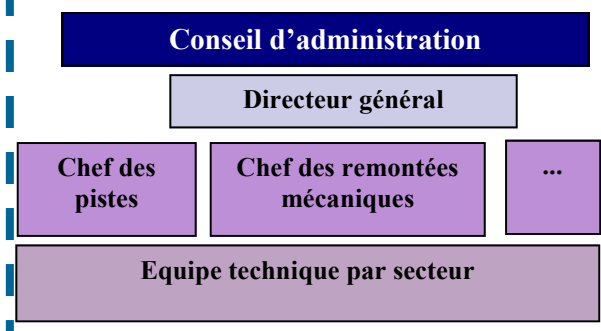 Conseil d’administration
Directeur général
Chef des
pistes
Chef des remontées
mécaniques
...
Equipe technique par secteur